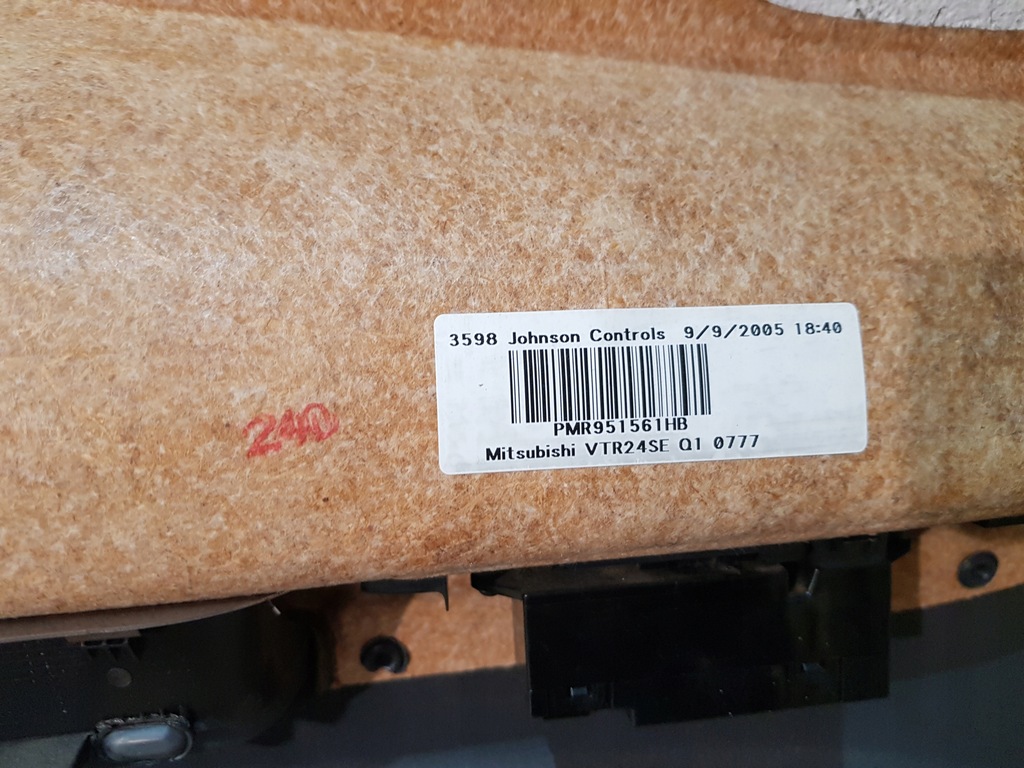 3598 Johnson Controls 9/9/2005 18:40
PMR951561HB
Mitsubishi VTR24SE Q1 0777
240